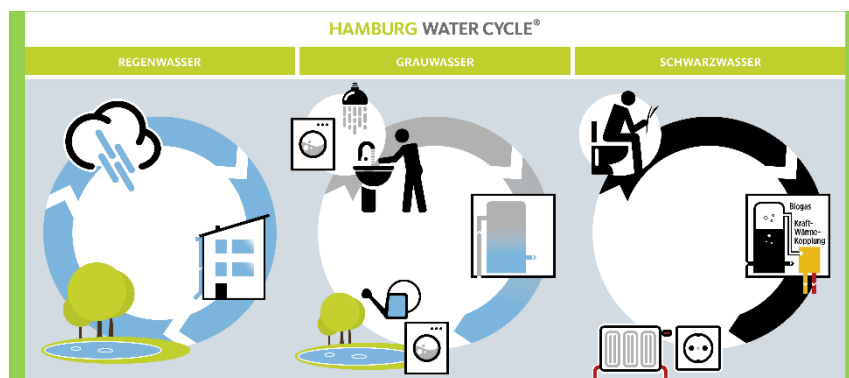 HAMBURG WATER CYCLE®
REGENWASSER
GRAUWASSER
SCHWARZWASSER
Biogas
Kraft-
Wärme-
Kopplung